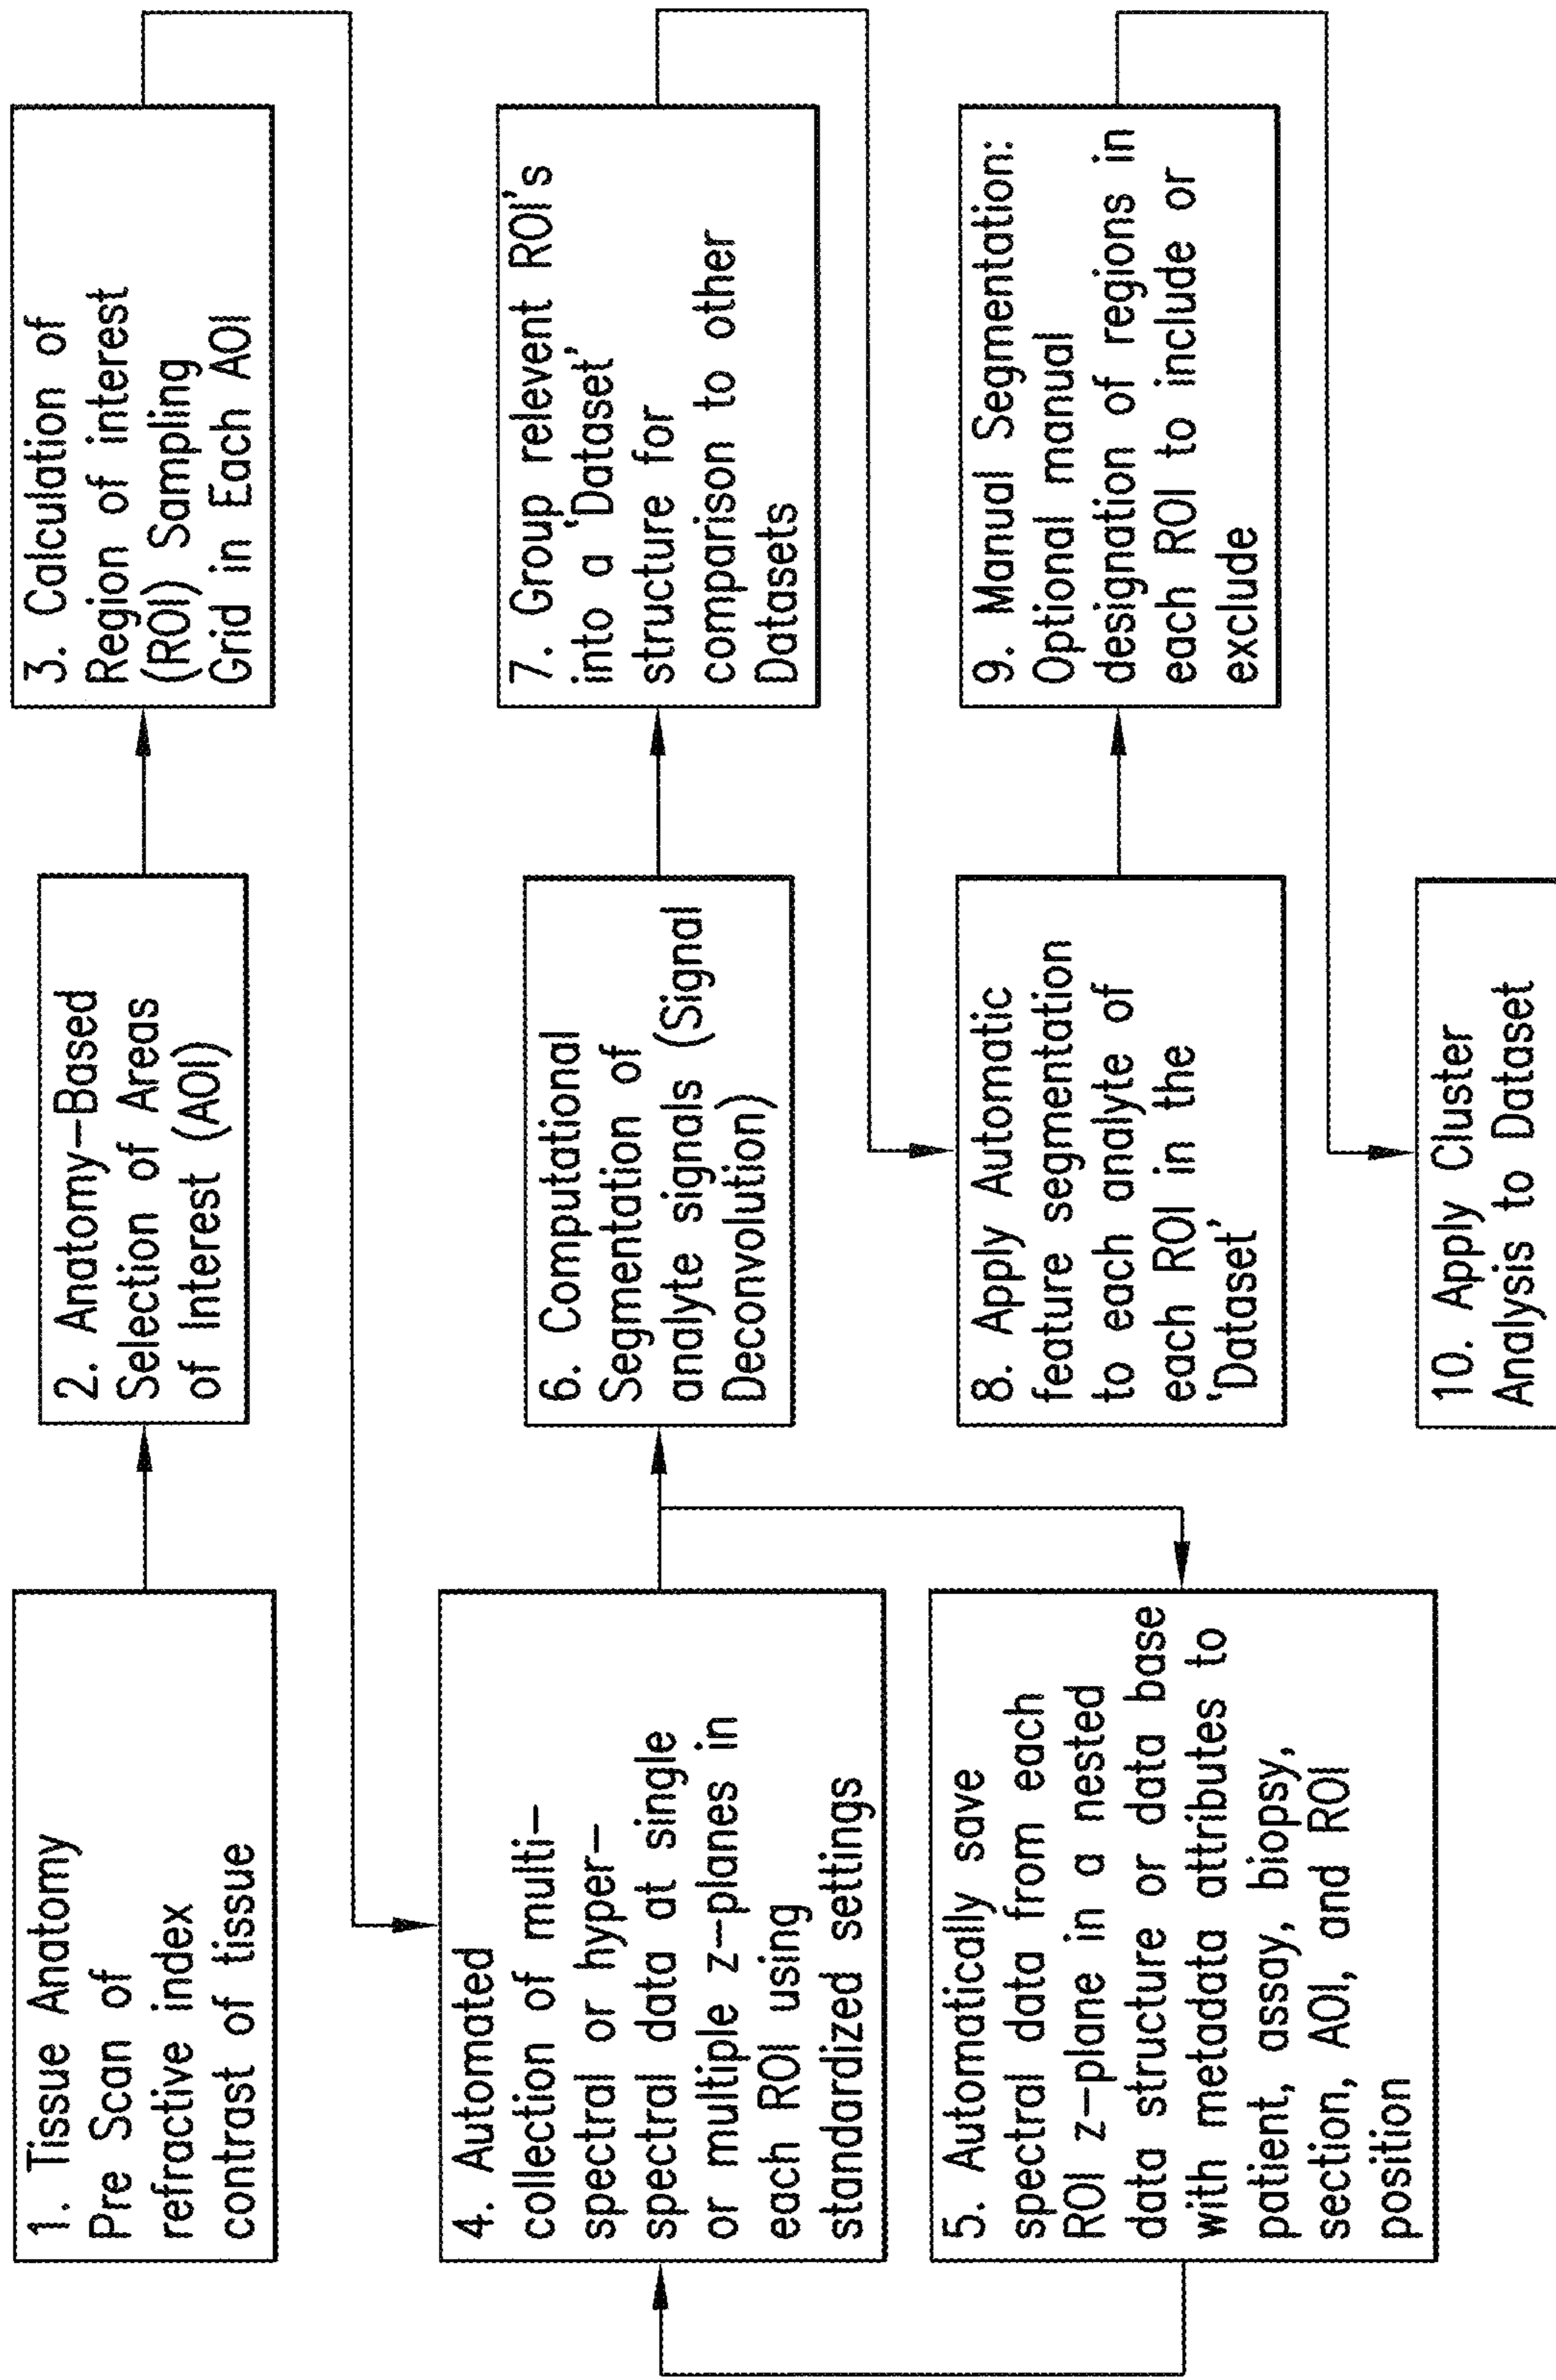 1. Tissue Anatomy
Pre Scan of
refractive index
contrast of tissue
2. Anatomy-Based
Selection of Areas
of Interest (AOI)
3. Calculation of
Region of interest
(ROI) Sampling
Grid in Each AOI
4. Automated
collection of multi-
spectral or hyper-
spectral data at single
or multiple z-planes in
each ROI using
standardized settings
5. Automatically save
spectral data from each
ROI z-plane in a nested
data structure or data base
with metadata attributes to
patient, assay, biopsy,
section, AOI, and ROI
position
6. Computational
Segmentation of
analyte signals (Signal
Deconvolution)
7. Group relevent ROI's
into a 'Dataset'
structure for
comparison to other
Datasets
8. Apply Automatic
feature segmentation
to each analyte of
each ROI in the
'Dataset'
9. Manual Segmentation:
Optional manual
designation of regions in
each ROI to include or
exclude
10. Apply Cluster
Analysis to Dataset